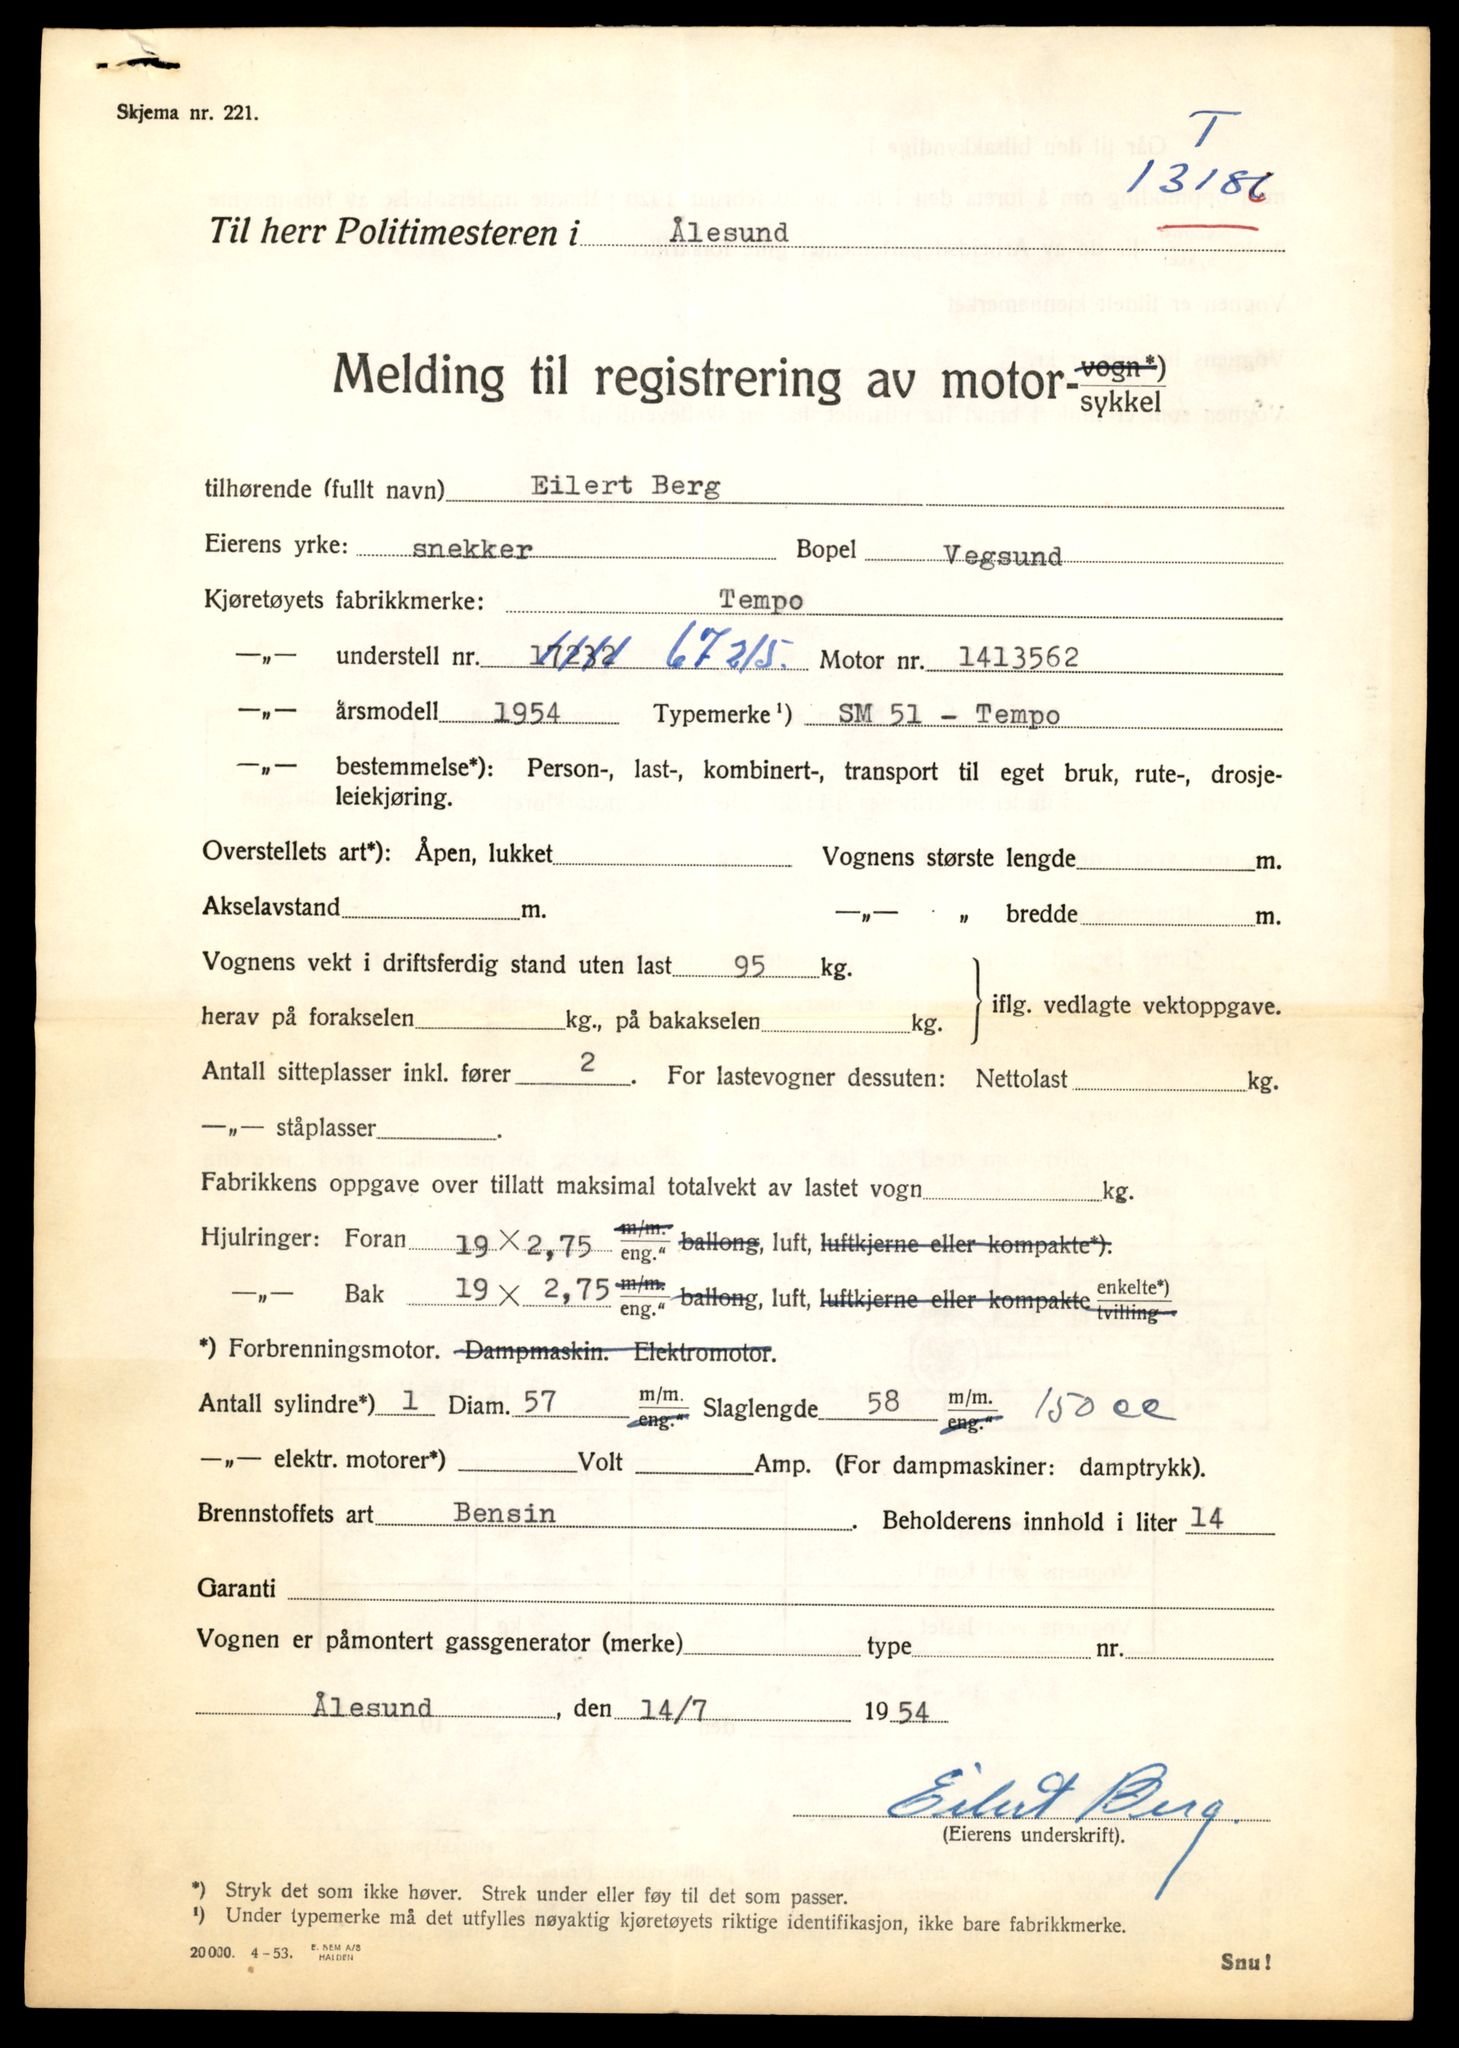 Skjema nr. 221.
T
13186
Til herr Politimesteren i Ålesund
Melding til registrering av motor-vogn*)
sykkel
tilhørende (fullt navn) Eilert Berg
Eierens yrke: snekker Bopel Vegsund
Kjøretøyets fabrikkmerke: Tempo
—„— understell nr. 17232 67215. Motor nr. 1413562
—„— årsmodell 1954 Typemerke¹) SM 51 - Tempo
—„— bestemmelse*): Person-, last-, kombinert-, transport til eget bruk, rute-, drosje-
leiekjøring.
Overstellets art*): Åpen, lukket Vognens største lengde m.
Akselavstand m. —„— „ bredde m.
Vognens vekt i driftsferdig stand uten last 95 kg.
herav på forakselen kg., på bakakselen kg. iflg. vedlagte vektoppgave.
Antall sitteplasser inkl. fører 2. For lastevogner dessuten: Nettolast kg.
—„— ståplasser .
Fabrikkens oppgave over tillatt maksimal totalvekt av lastet vogn kg.
Hjulringer: Foran 19 × 2,75 m/m. eng.“ ballong, luft, luftkjerne eller kompakte*).
—„— Bak 19 × 2,75 m/m. eng.“ ballong, luft, luftkjerne eller kompakte enkelte*) tvilling
*) Forbrenningsmotor. Dampmaskin. Elektromotor.
Antall sylindre*) 1 Diam. 57 m/m. eng.“ Slaglengde 58 m/m. eng.“ 150 cc
—„— elektr. motorer*) Volt Amp. (For dampmaskiner: damptrykk).
Brennstoffets art Bensin . Beholderens innhold i liter 14
Garanti
Vognen er påmontert gassgenerator (merke) type nr.
Ålesund, den 14/7 1954
Eilert Berg.
(Eierens underskrift).
*) Stryk det som ikke høver. Strek under eller føy til det som passer.
¹) Under typemerke må det utfylles nøyaktig kjøretøyets riktige identifikasjon, ikke bare fabrikkmerke.
20000. 4-53. E. SEM A/S
HALDEN
Snu!